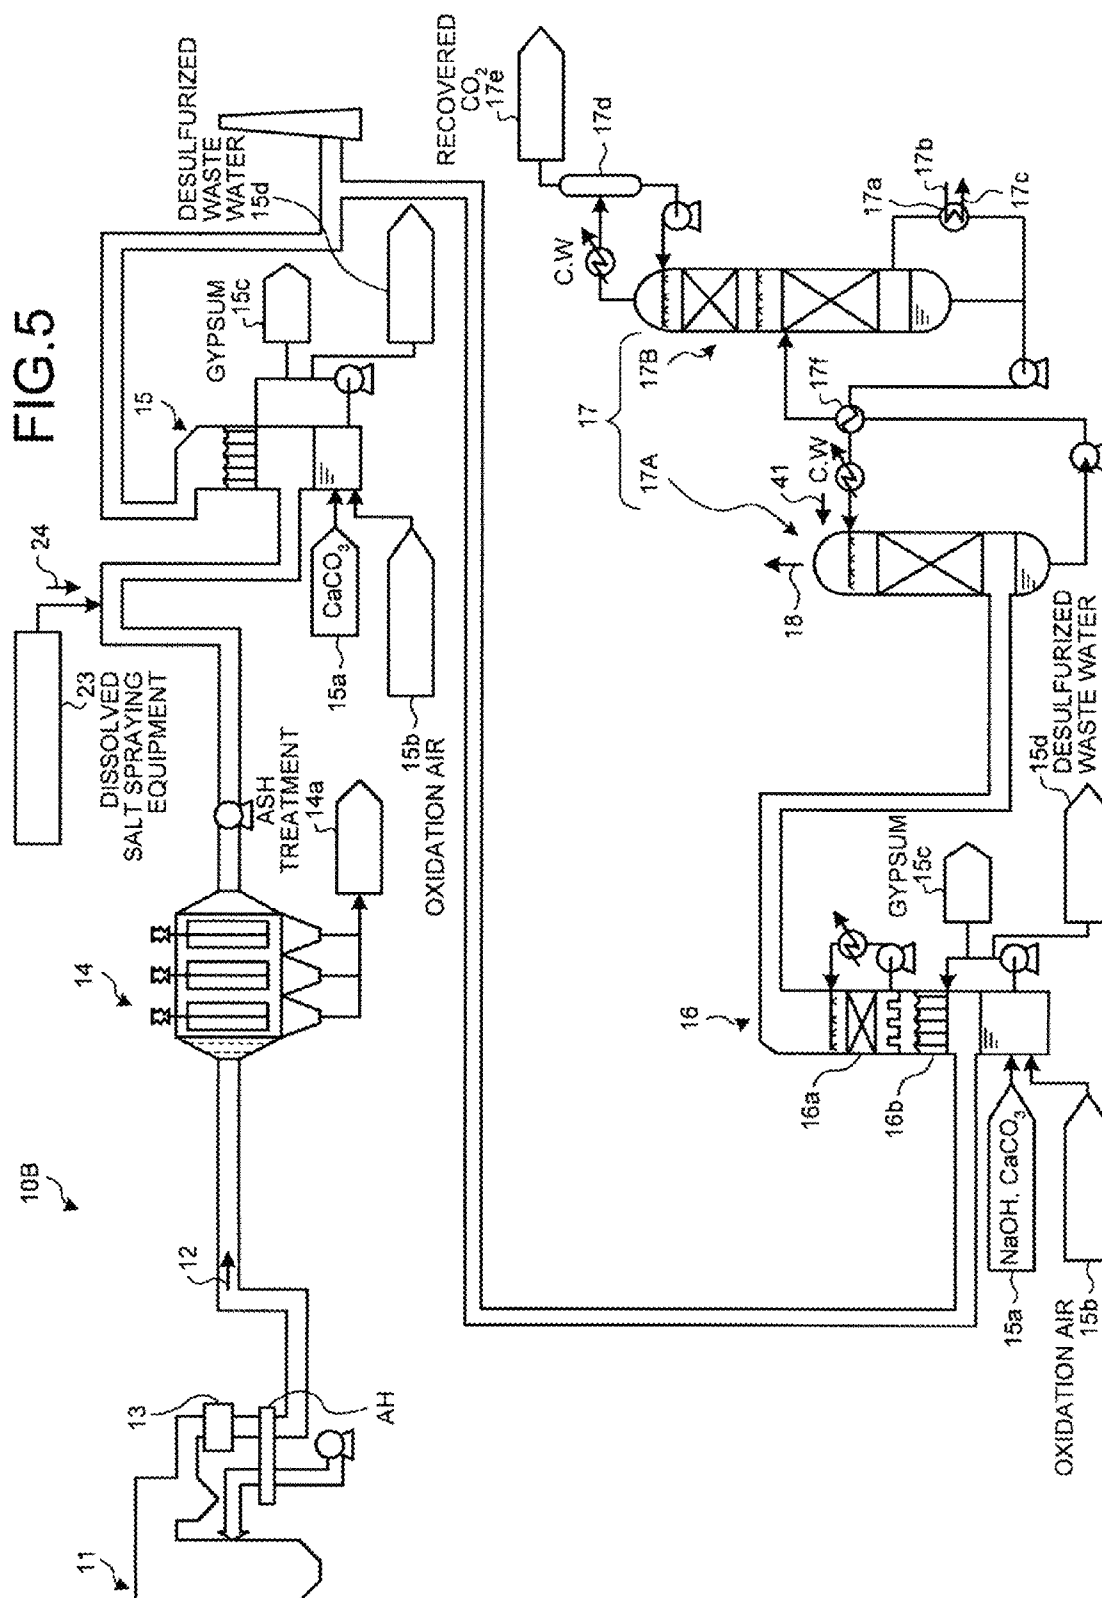 FIG.5
10B
11
13
AH
12
14
ASH
TREATMENT
14a
23
DISSOLVED
SALT SPRAYING
EQUIPMENT
24
15
GYPSUM
15c
DESULFURIZED
WASTE
WATER
15d
CaCO3
15a
15b
OXIDATION AIR
16
16a
16b
GYPSUM
15c
15d
DESULFURIZED
WASTE WATER
NaOH, CaCO3
15a
OXIDATION AIR
15b
17
17A
17B
18
41
C.W
17f
C.W
17d
RECOVERED
CO2
17e
17a
17b
17c